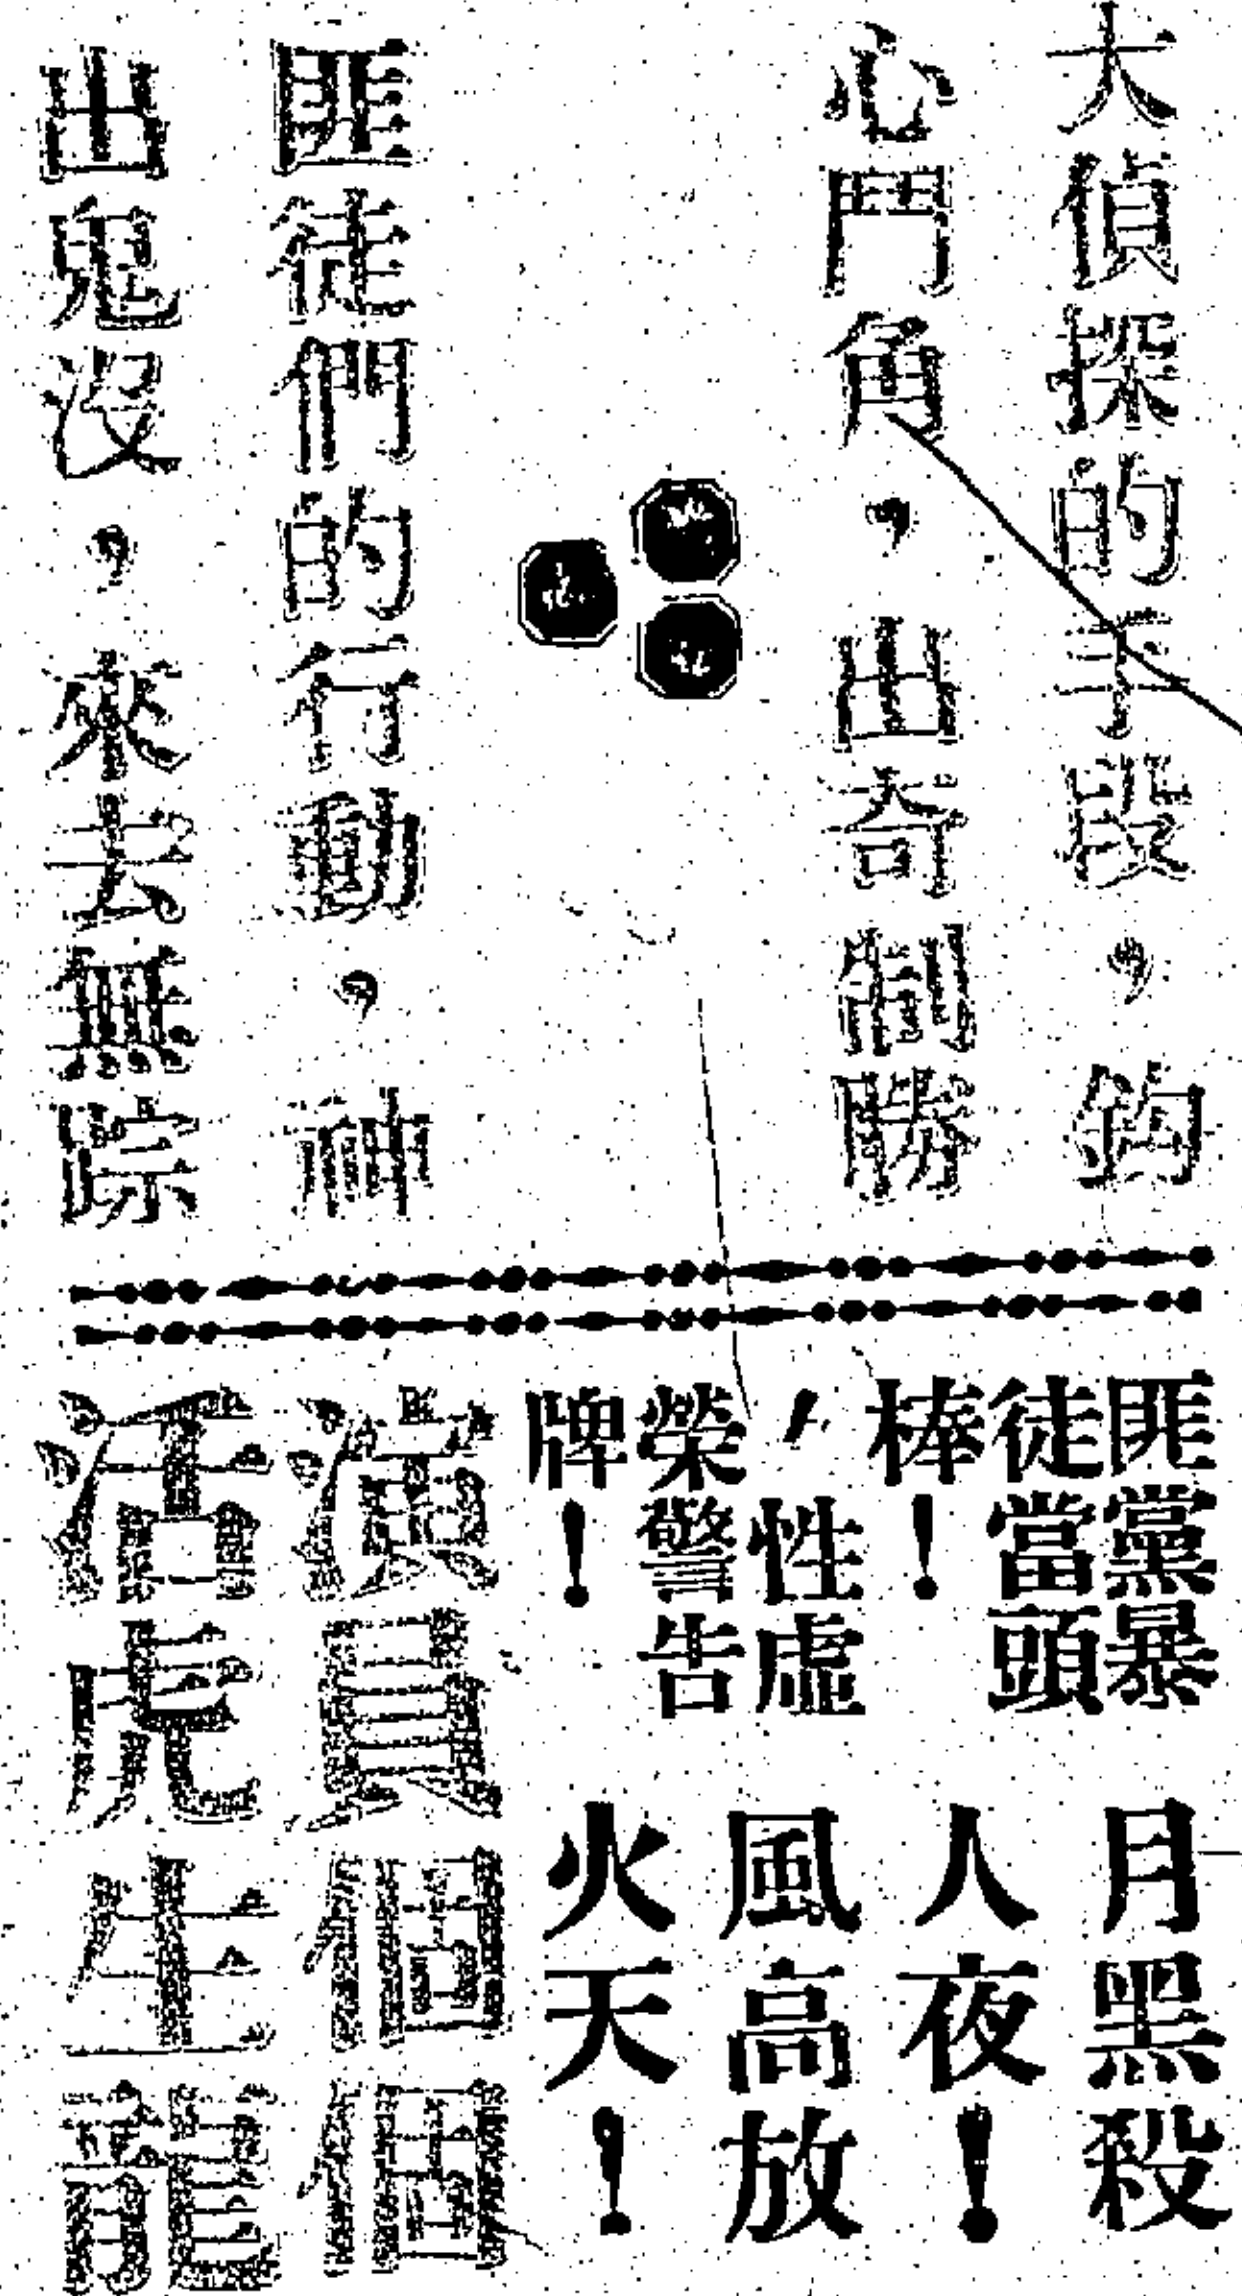 大偵探的手段，鈎
心鬥角，出奇制勝
匪徒們的行動，神
出鬼沒，來去無踪
匪黨暴
徒當頭
棒！
，性虛
榮警告
牌！
月黑殺
人夜！
風高放
火天！
演員個個
活虎生龍